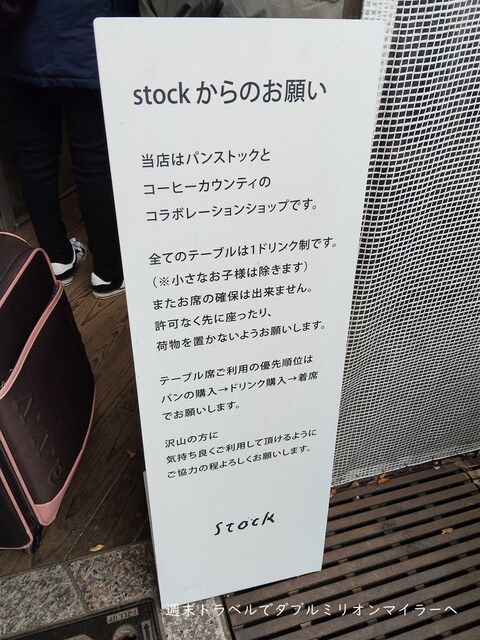 stockからのお願い
当店はパンストックと
コーヒーカウンティの
コラボレーションショップです。
全てのテーブルは1ドリンク制です。
(※小さなお子様は除きます)
またお席の確保は出来ません。
許可なく先に座ったり、
荷物を置かないようお願いします。
テーブル席ご利用の優先順位は
パンの購入→ドリンク購入→着席
でお願いします。
沢山の方に
気持ち良くご利用して頂けるように
ご協力の程よろしくお願いします。
stock
週末トラベルでダブルミリオンマイラーへ